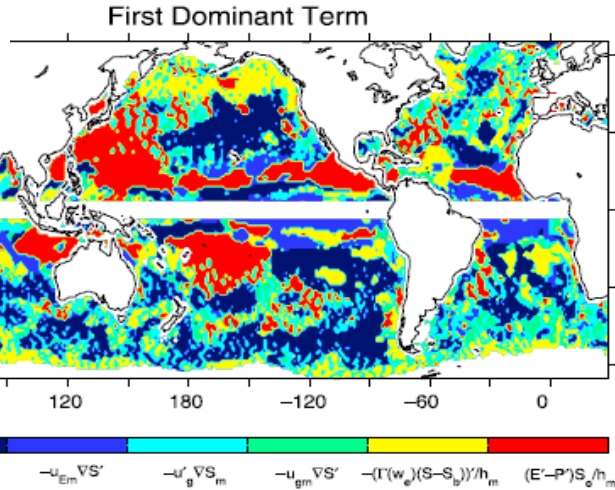 First Dominant Term
120 180 −120 −60 0
−u_Em ∇S′ −u′_g ∇S_m −u_gm ∇S′ −(Γ(w_e)(S−S_b))′/h_m (E′−P′)S_o/h_m